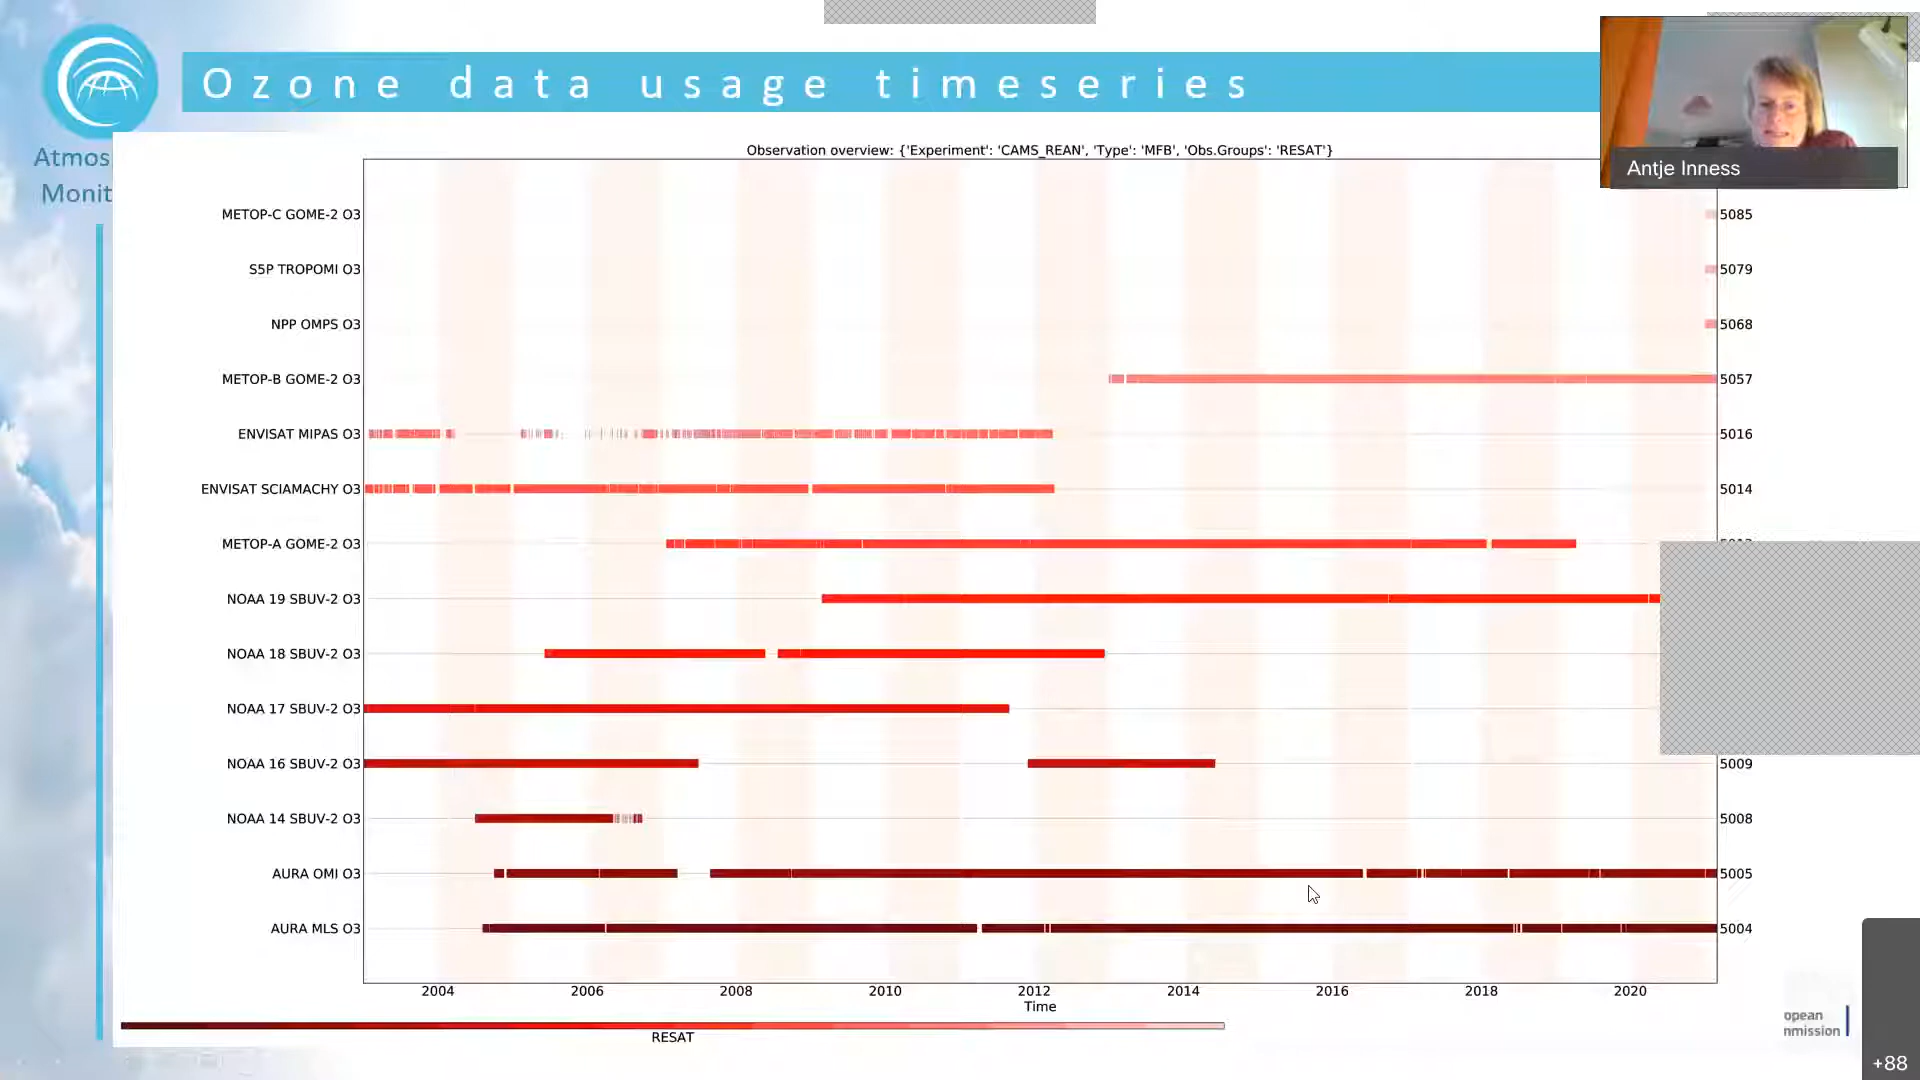 Ozone data usage timeseries
Antje Inness
Atmos
Monit
Observation overview: {'Experiment': 'CAMS_REAN', 'Type': 'MFB', 'Obs.Groups': 'RESAT'}
METOP-C GOME-2 O3 5085
S5P TROPOMI O3 5079
NPP OMPS O3 5068
METOP-B GOME-2 O3 5057
ENVISAT MIPAS O3 5016
ENVISAT SCIAMACHY O3 5014
METOP-A GOME-2 O3
NOAA 19 SBUV-2 O3
NOAA 18 SBUV-2 O3
NOAA 17 SBUV-2 O3
NOAA 16 SBUV-2 O3 5009
NOAA 14 SBUV-2 O3 5008
AURA OMI O3 5005
AURA MLS O3 5004
2004 2006 2008 2010 2012 2014 2016 2018 2020
Time
RESAT
opean
nmission
+88